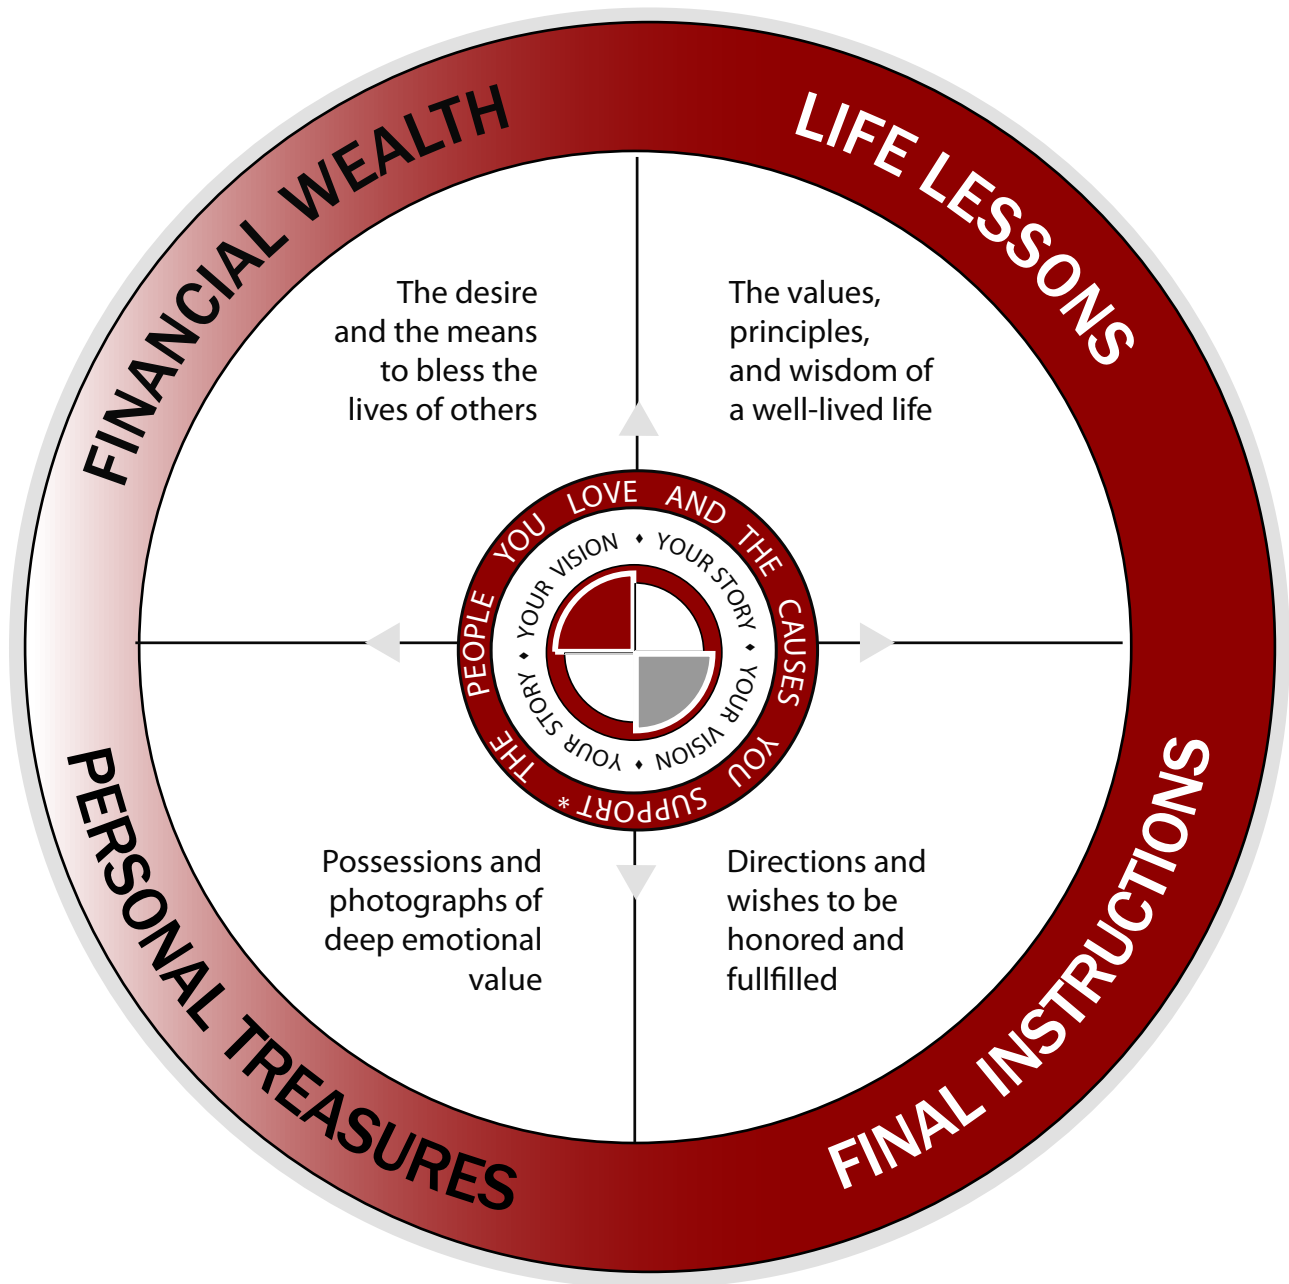 FINANCIAL WEALTH
LIFE LESSONS
The desire
and the means
to bless the
lives of others
The values,
principles,
and wisdom of
a well-lived life
THE PEOPLE YOU LOVE AND THE CAUSES YOU SUPPORT *
YOUR VISION ♦ YOUR STORY ♦ YOUR VISION ♦ YOUR STORY ♦
Possessions and
photographs of
deep emotional
value
Directions and
wishes to be
honored and
fullfilled
PERSONAL TREASURES
FINAL INSTRUCTIONS